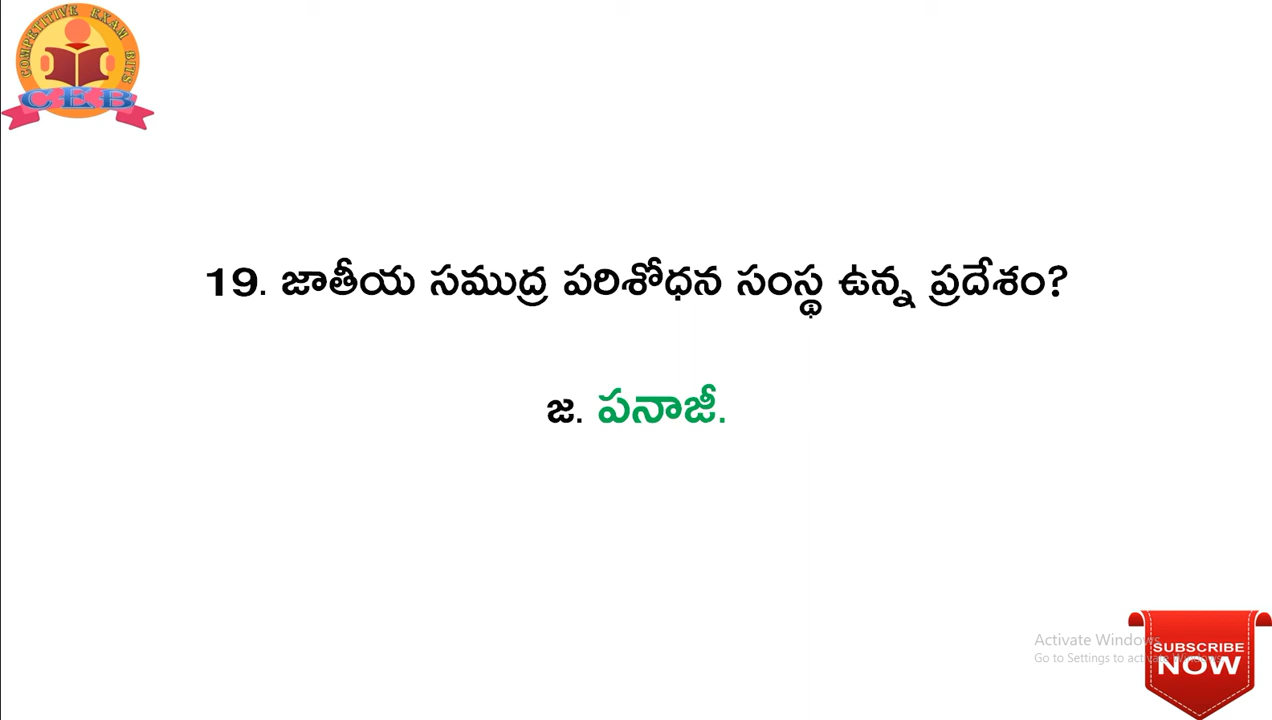 COMPETITIVE EXAM BITS
CEB
19. జాతీయ సముద్ర పరిశోధన సంస్థ ఉన్న ప్రదేశం?
జ. పనాజీ.
Activate Windows
Go to Settings to activate Windows.
SUBSCRIBE
NOW